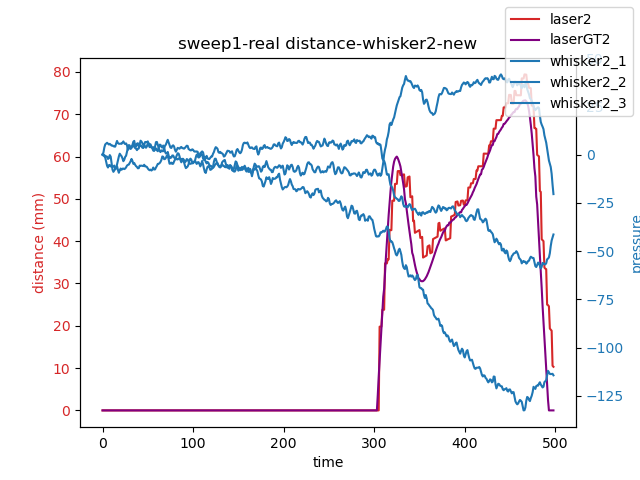 sweep1-real distance-whisker2-new
laser2
laserGT2
whisker2_1
whisker2_2
whisker2_3
distance (mm)
80
70
60
50
40
30
20
10
0
0
−25
−50
−75
−100
−125
pressure
0
100
200
300
400
500
time